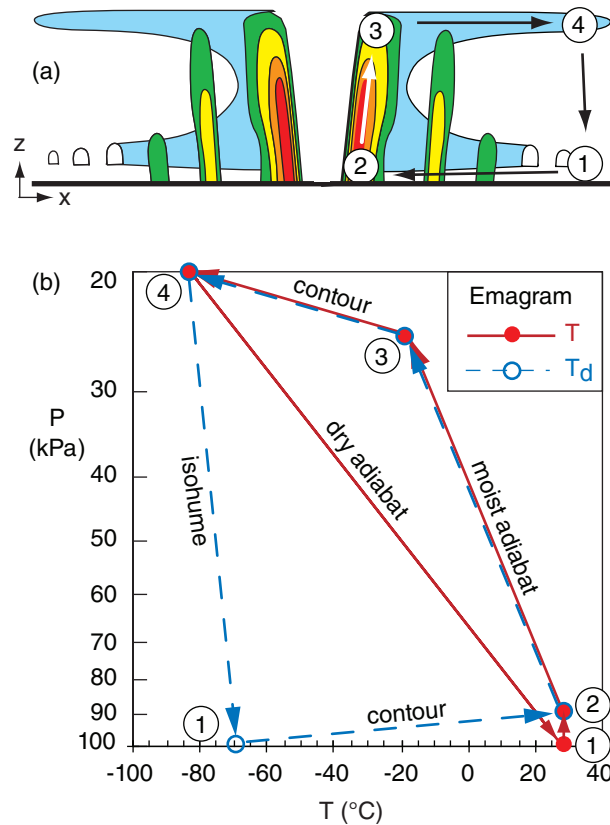 (a)
3
4
z
2
1
x
(b)
20
4
contour
3
Emagram
T
Td
30
P
(kPa)
dry adiabat
moist adiabat
isohume
40
50
60
70
80
90
1
contour
2
100
1
-100 -80 -60 -40 -20 0 20 40
T (°C)